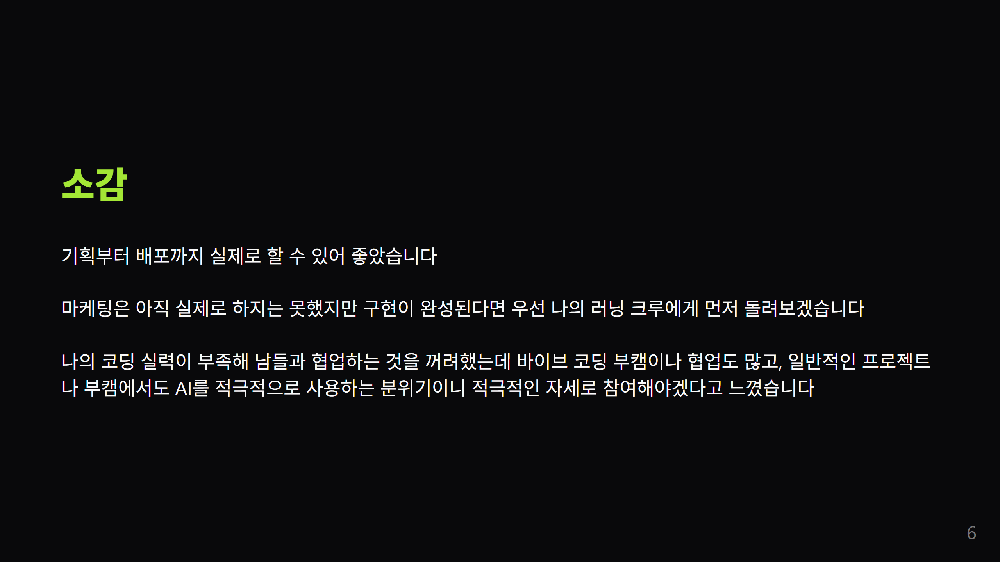 소감
기획부터 배포까지 실제로 할 수 있어 좋았습니다
마케팅은 아직 실제로 하지는 못했지만 구현이 완성된다면 우선 나의 러닝 크루에게 먼저 돌려보겠습니다
나의 코딩 실력이 부족해 남들과 협업하는 것을 꺼려했는데 바이브 코딩 부캠이나 협업도 많고, 일반적인 프로젝트
나 부캠에서도 AI를 적극적으로 사용하는 분위기이니 적극적인 자세로 참여해야겠다고 느꼈습니다
6